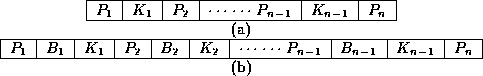 P₁ K₁ P₂ ······ Pₙ₋₁ Kₙ₋₁ Pₙ
(a)
P₁ B₁ K₁ P₂ B₂ K₂ ······ Pₙ₋₁ Bₙ₋₁ Kₙ₋₁ Pₙ
(b)